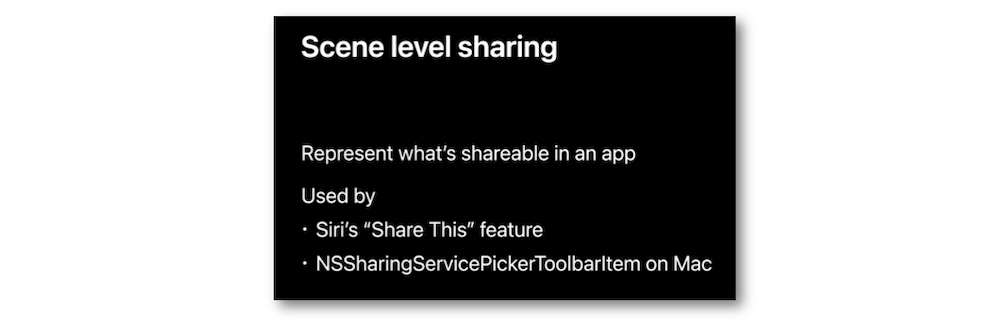 Scene level sharing
Represent what’s shareable in an app
Used by
• Siri’s “Share This” feature
• NSSharingServicePickerToolbarItem on Mac